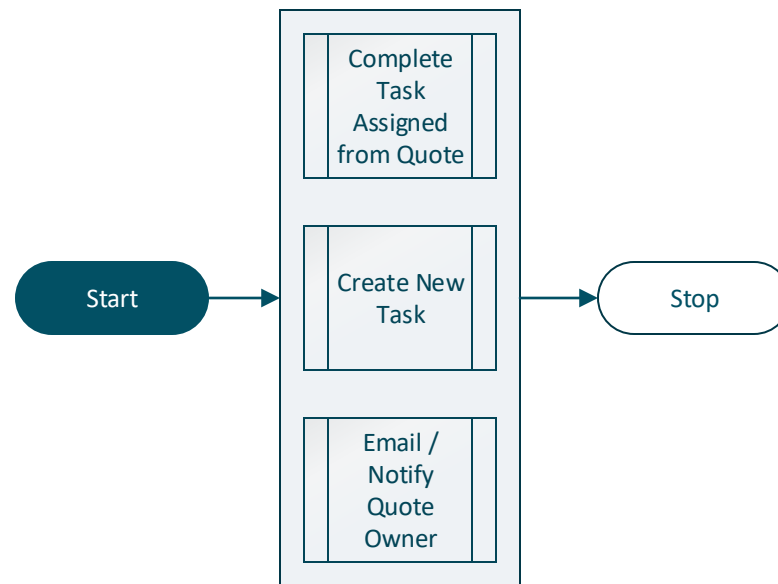 Complete
Task
Assigned
from Quote
Start
Create New
Task
Stop
Email /
Notify
Quote
Owner